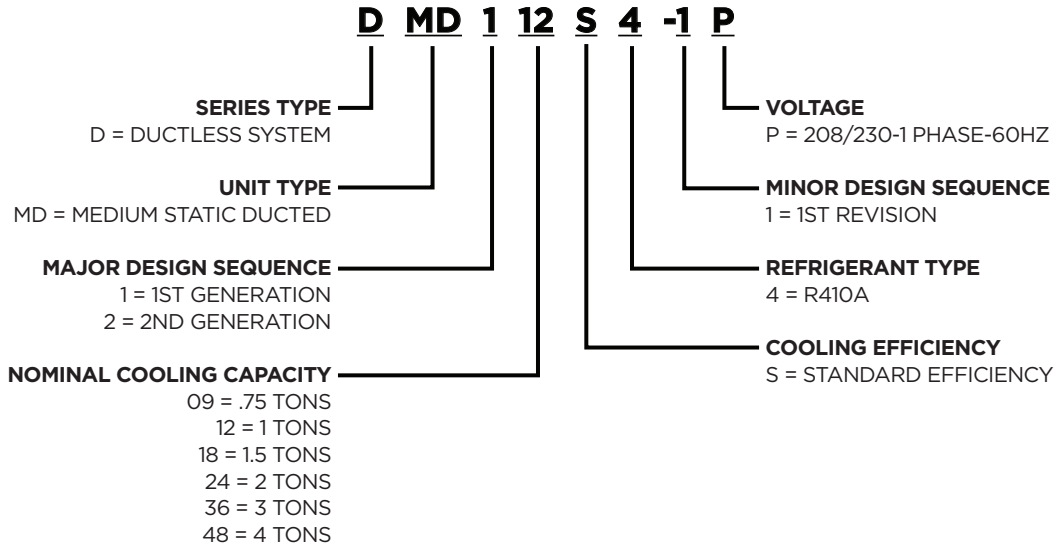 D MD 1 12 S 4 -1 P
SERIES TYPE
D = DUCTLESS SYSTEM
UNIT TYPE
MD = MEDIUM STATIC DUCTED
MAJOR DESIGN SEQUENCE
1 = 1ST GENERATION
2 = 2ND GENERATION
NOMINAL COOLING CAPACITY
09 = .75 TONS
12 = 1 TONS
18 = 1.5 TONS
24 = 2 TONS
36 = 3 TONS
48 = 4 TONS
VOLTAGE
P = 208/230-1 PHASE-60HZ
MINOR DESIGN SEQUENCE
1 = 1ST REVISION
REFRIGERANT TYPE
4 = R410A
COOLING EFFICIENCY
S = STANDARD EFFICIENCY